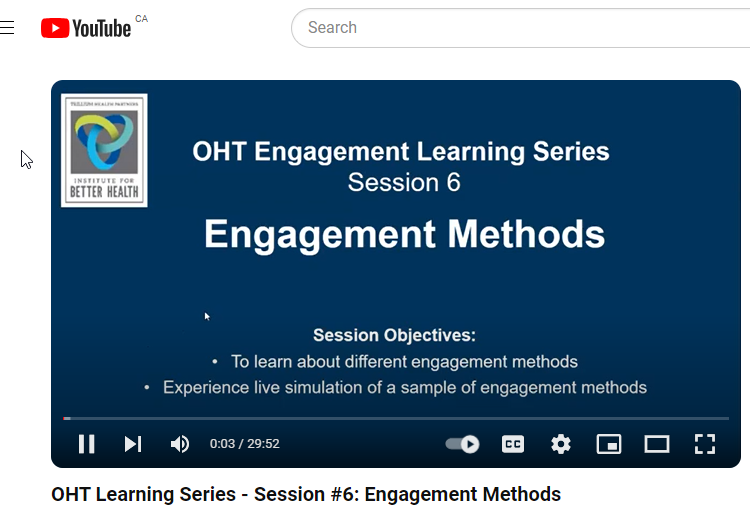 YouTube CA
Search
TRILLIUM HEALTH PARTNERS
INSTITUTE FOR
BETTER HEALTH
OHT Engagement Learning Series
Session 6
Engagement Methods
Session Objectives:
• To learn about different engagement methods
• Experience live simulation of a sample of engagement methods
0:03 / 29:52
CC
OHT Learning Series - Session #6: Engagement Methods